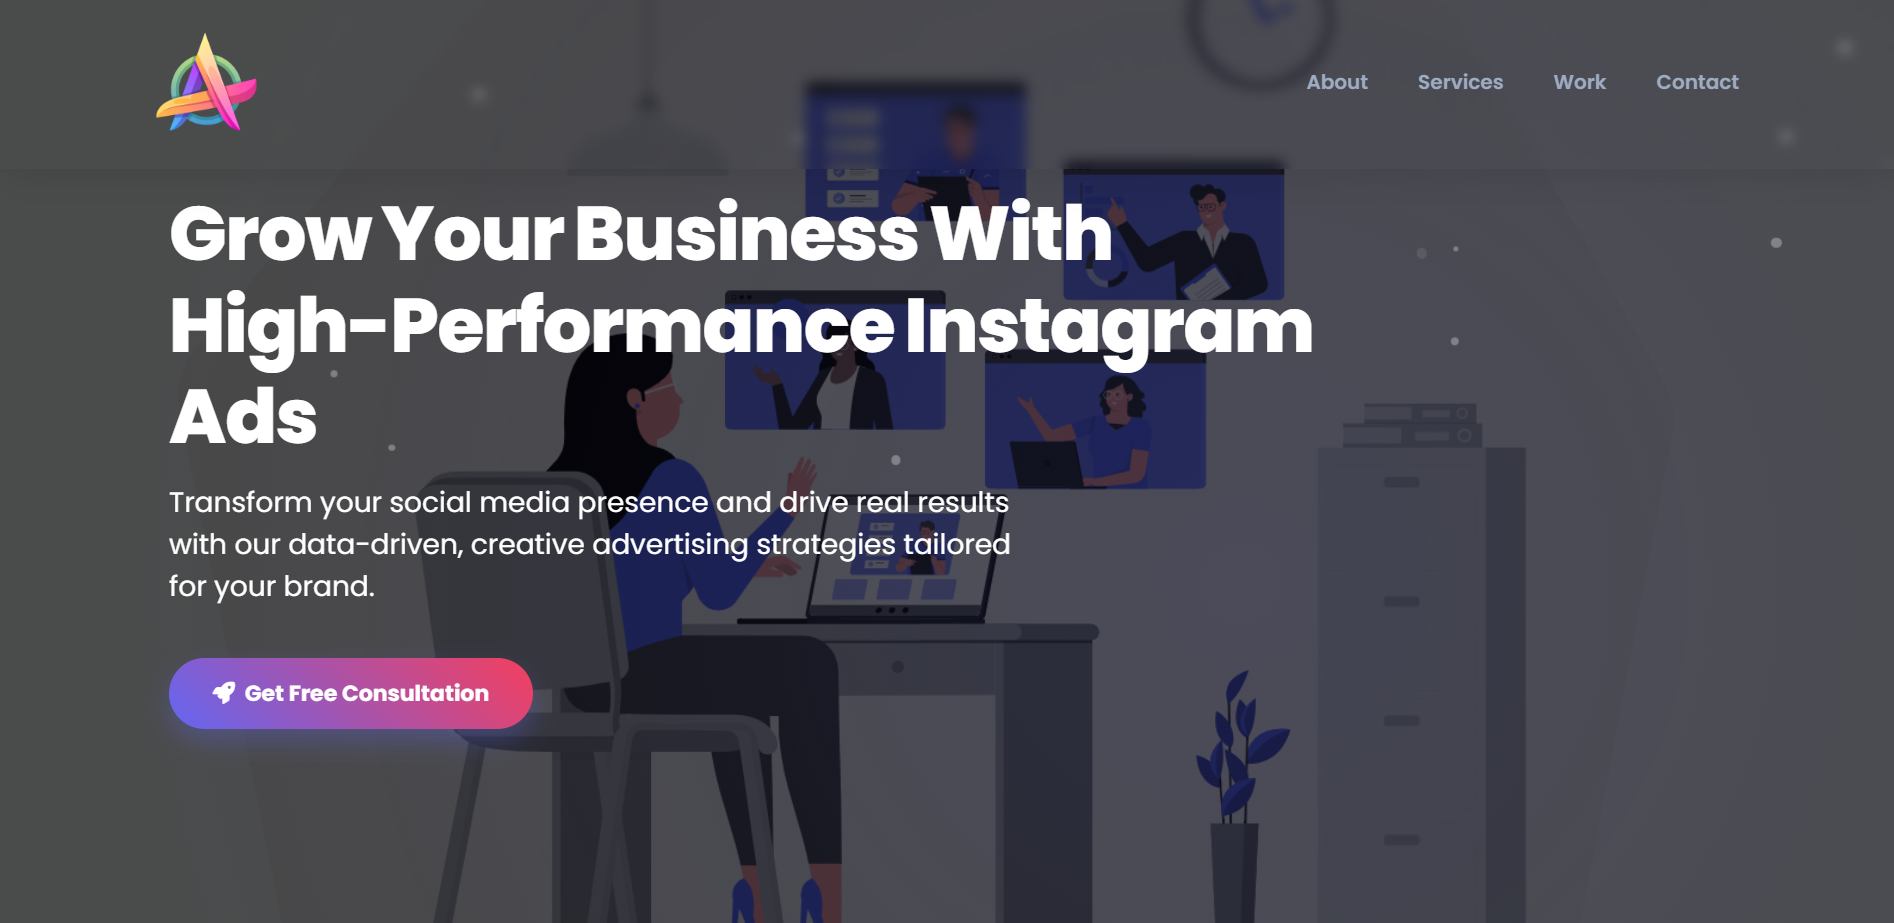 About
Services
Work
Contact
Grow Your Business With
High-Performance Instagram
Ads
Transform your social media presence and drive real results
with our data-driven, creative advertising strategies tailored
for your brand.
Get Free Consultation